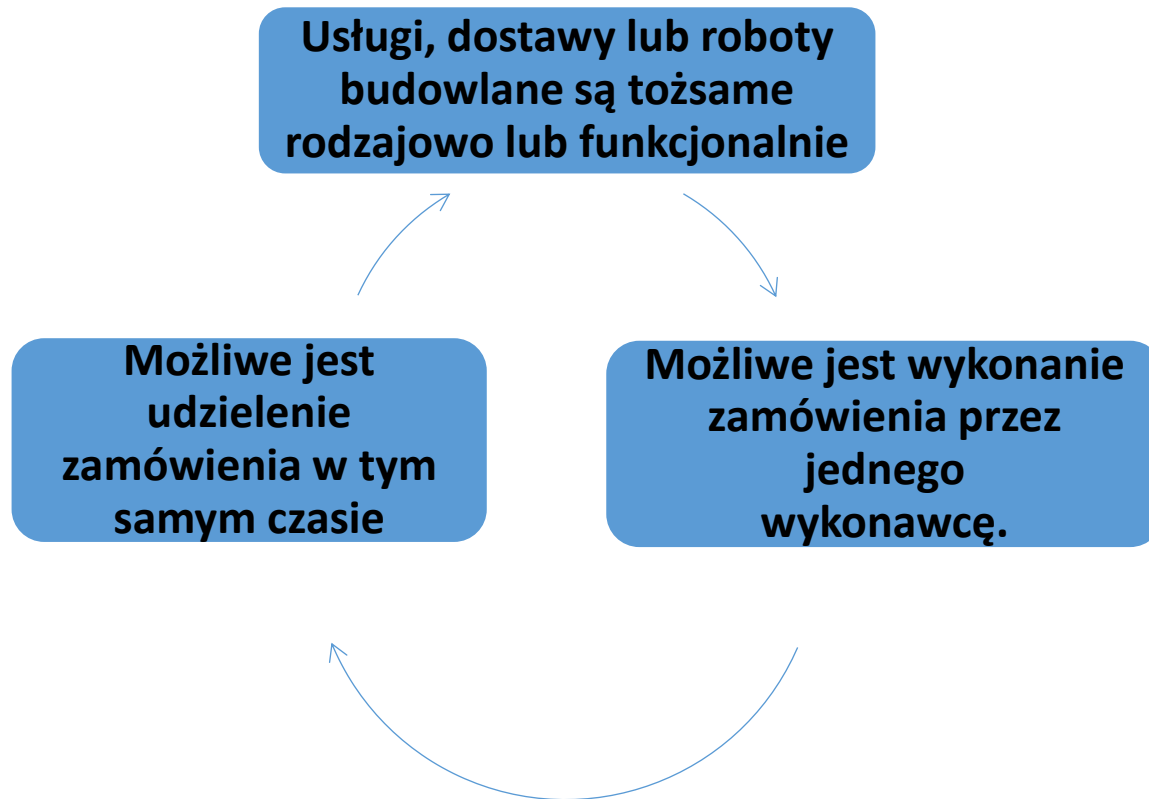 Usługi, dostawy lub roboty
budowlane są tożsame
rodzajowo lub funkcjonalnie
Możliwe jest
udzielenie
zamówienia w tym
samym czasie
Możliwe jest wykonanie
zamówienia przez
jednego
wykonawcę.